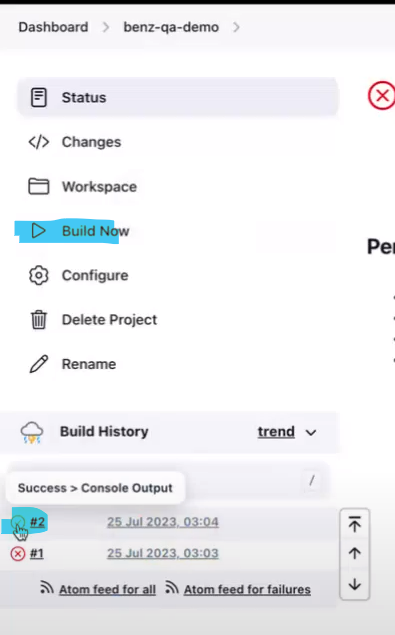 Dashboard > benz-qa-demo >
Status
Changes
Workspace
Build Now
Configure
Delete Project
Per
Rename
Build History trend
/
Success > Console Output
#2 25 Jul 2023, 03:04
#1 25 Jul 2023, 03:03
Atom feed for all Atom feed for failures